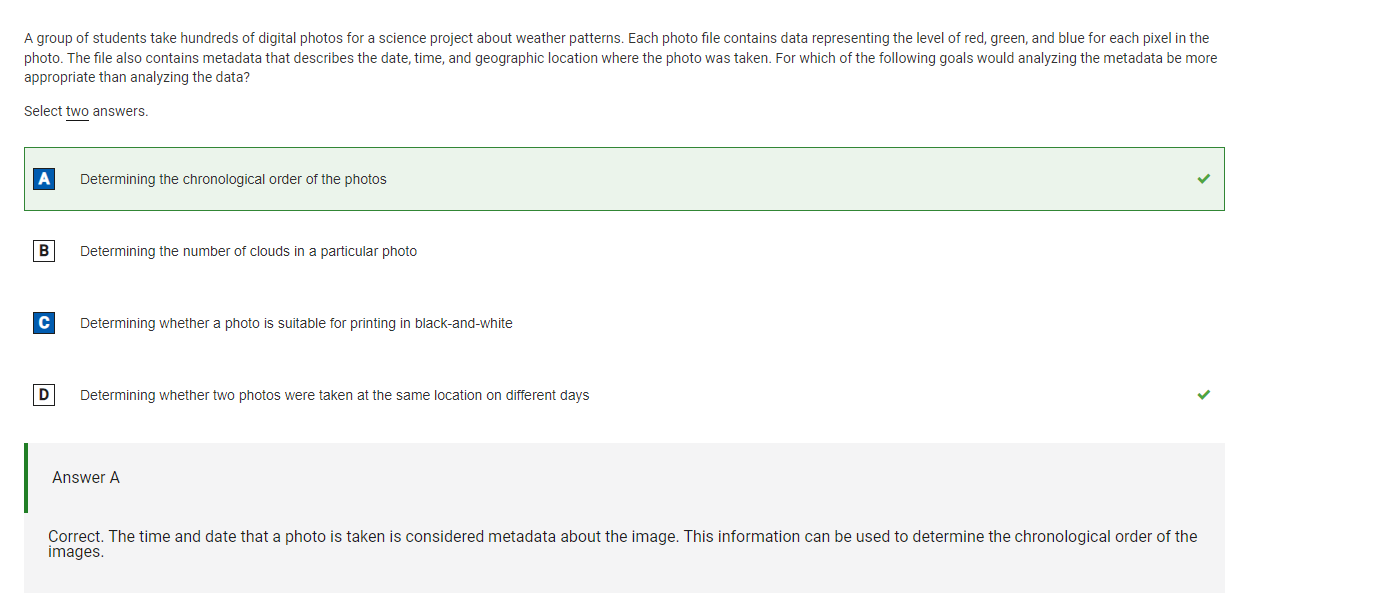 A group of students take hundreds of digital photos for a science project about weather patterns. Each photo file contains data representing the level of red, green, and blue for each pixel in the
photo. The file also contains metadata that describes the date, time, and geographic location where the photo was taken. For which of the following goals would analyzing the metadata be more
appropriate than analyzing the data?
Select two answers.
A Determining the chronological order of the photos
B Determining the number of clouds in a particular photo
C Determining whether a photo is suitable for printing in black-and-white
D Determining whether two photos were taken at the same location on different days
Answer A
Correct. The time and date that a photo is taken is considered metadata about the image. This information can be used to determine the chronological order of the
images.